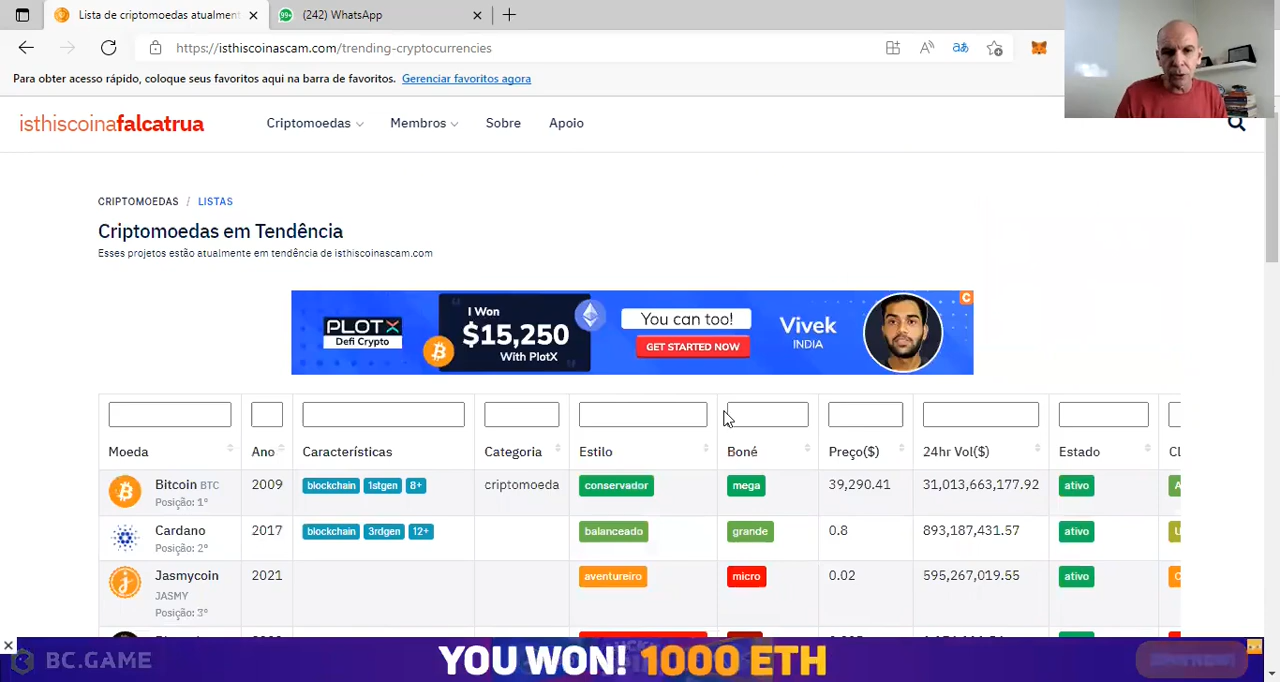 Lista de criptomoedas atualment
(242) WhatsApp
99+
https://isthiscoinascam.com/trending-cryptocurrencies
Para obter acesso rápido, coloque seus favoritos aqui na barra de favoritos. Gerenciar favoritos agora
isthiscoinafalcatrua
Criptomoedas
Membros
Sobre
Apoio
CRIPTOMOEDAS / LISTAS
Criptomoedas em Tendência
Esses projetos estão atualmente em tendência de isthiscoinascam.com
PLOTX
Defi Crypto
I Won
$15,250
With PlotX
You can too!
GET STARTED NOW
Vivek
INDIA
Moeda Ano Características Categoria Estilo Boné Preço($) 24hr Vol($) Estado
Bitcoin BTC 2009 blockchain 1stgen 8+ criptomoeda conservador mega 39,290.41 31,013,663,177.92 ativo
Posição: 1º
Cardano 2017 blockchain 3rdgen 12+ balanceado grande 0.8 893,187,431.57 ativo
Posição: 2º
Jasmycoin 2021 aventureiro micro 0.02 595,267,019.55 ativo
JASMY
Posição: 3º
BC.GAME
YOU WON! 1000 ETH